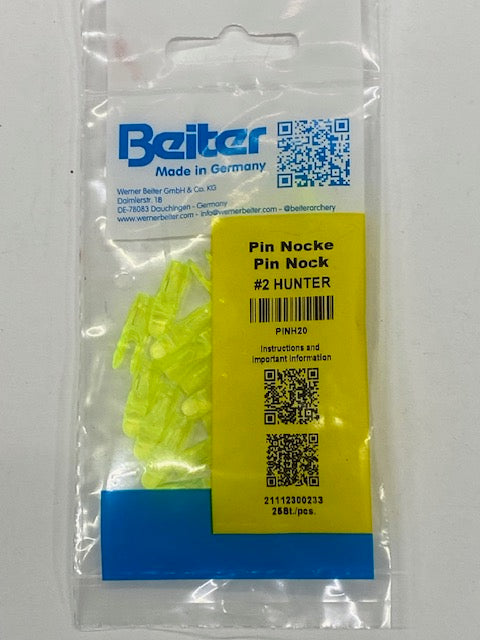 Beiter
Made in Germany
Werner Beiter GmbH & Co. KG
Daimlerstr. 18
DE-78083 Dauchingen - Germany
www.wernerbeiter.com - info@wernerbeiter.com - @beiterarchery
Pin Nocke
Pin Nock
#2 HUNTER
PINH20
Instructions and
important information
21112300233
25St./pcs.